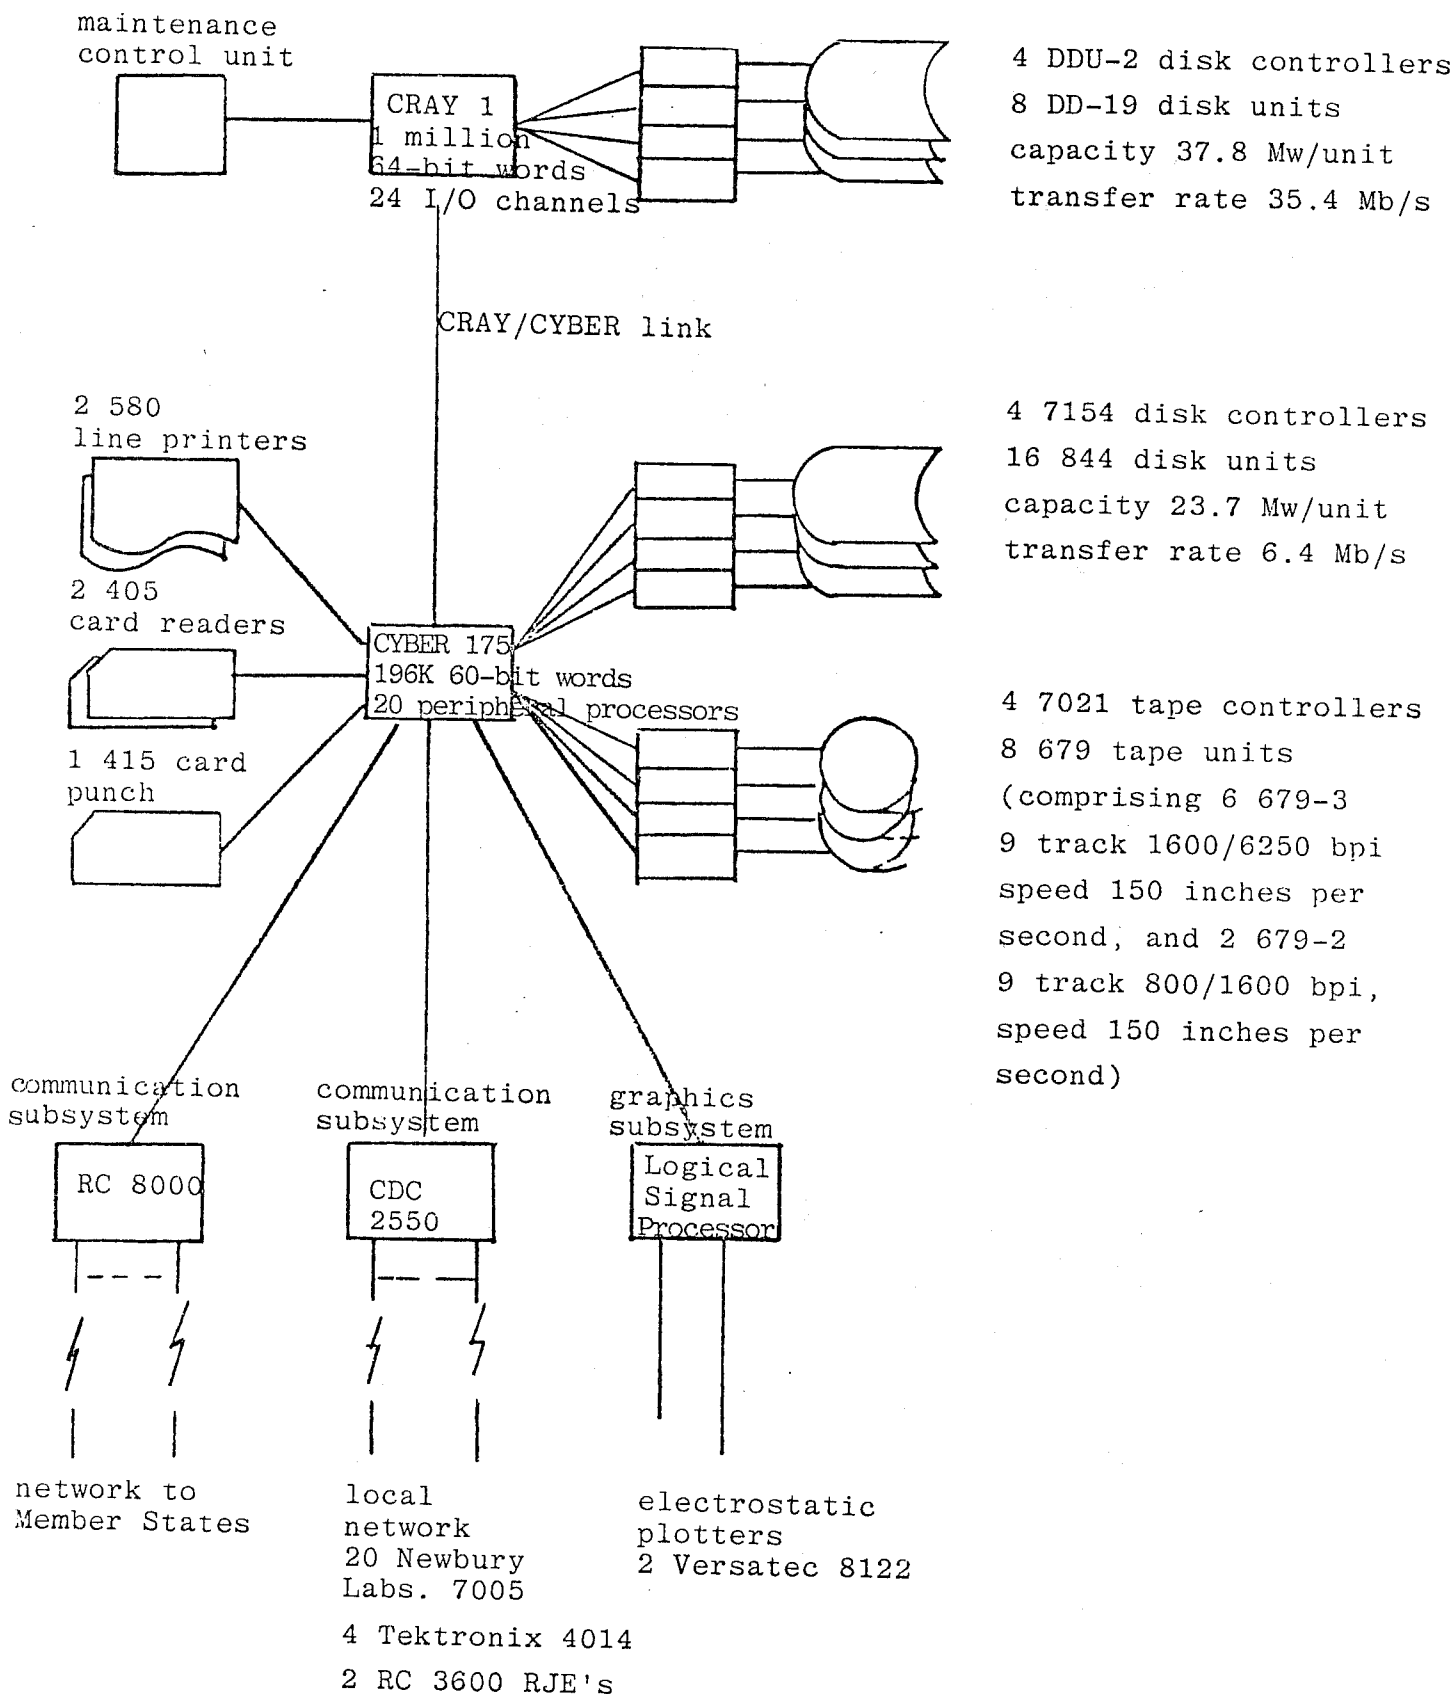 maintenance
control unit
CRAY 1
1 million
64-bit words
24 I/O channels
4 DDU-2 disk controllers
8 DD-19 disk units
capacity 37.8 Mw/unit
transfer rate 35.4 Mb/s
CRAY/CYBER link
2 580
line printers
2 405
card readers
1 415 card
punch
CYBER 175
196K 60-bit words
20 peripheral processors
4 7154 disk controllers
16 844 disk units
capacity 23.7 Mw/unit
transfer rate 6.4 Mb/s
4 7021 tape controllers
8 679 tape units
(comprising 6 679-3
9 track 1600/6250 bpi
speed 150 inches per
second, and 2 679-2
9 track 800/1600 bpi,
speed 150 inches per
second)
communication
subsystem
RC 8000
network to
Member States
communication
subsystem
CDC
2550
local
network
20 Newbury
Labs. 7005
4 Tektronix 4014
2 RC 3600 RJE's
graphics
subsystem
Logical
Signal
Processor
electrostatic
plotters
2 Versatec 8122